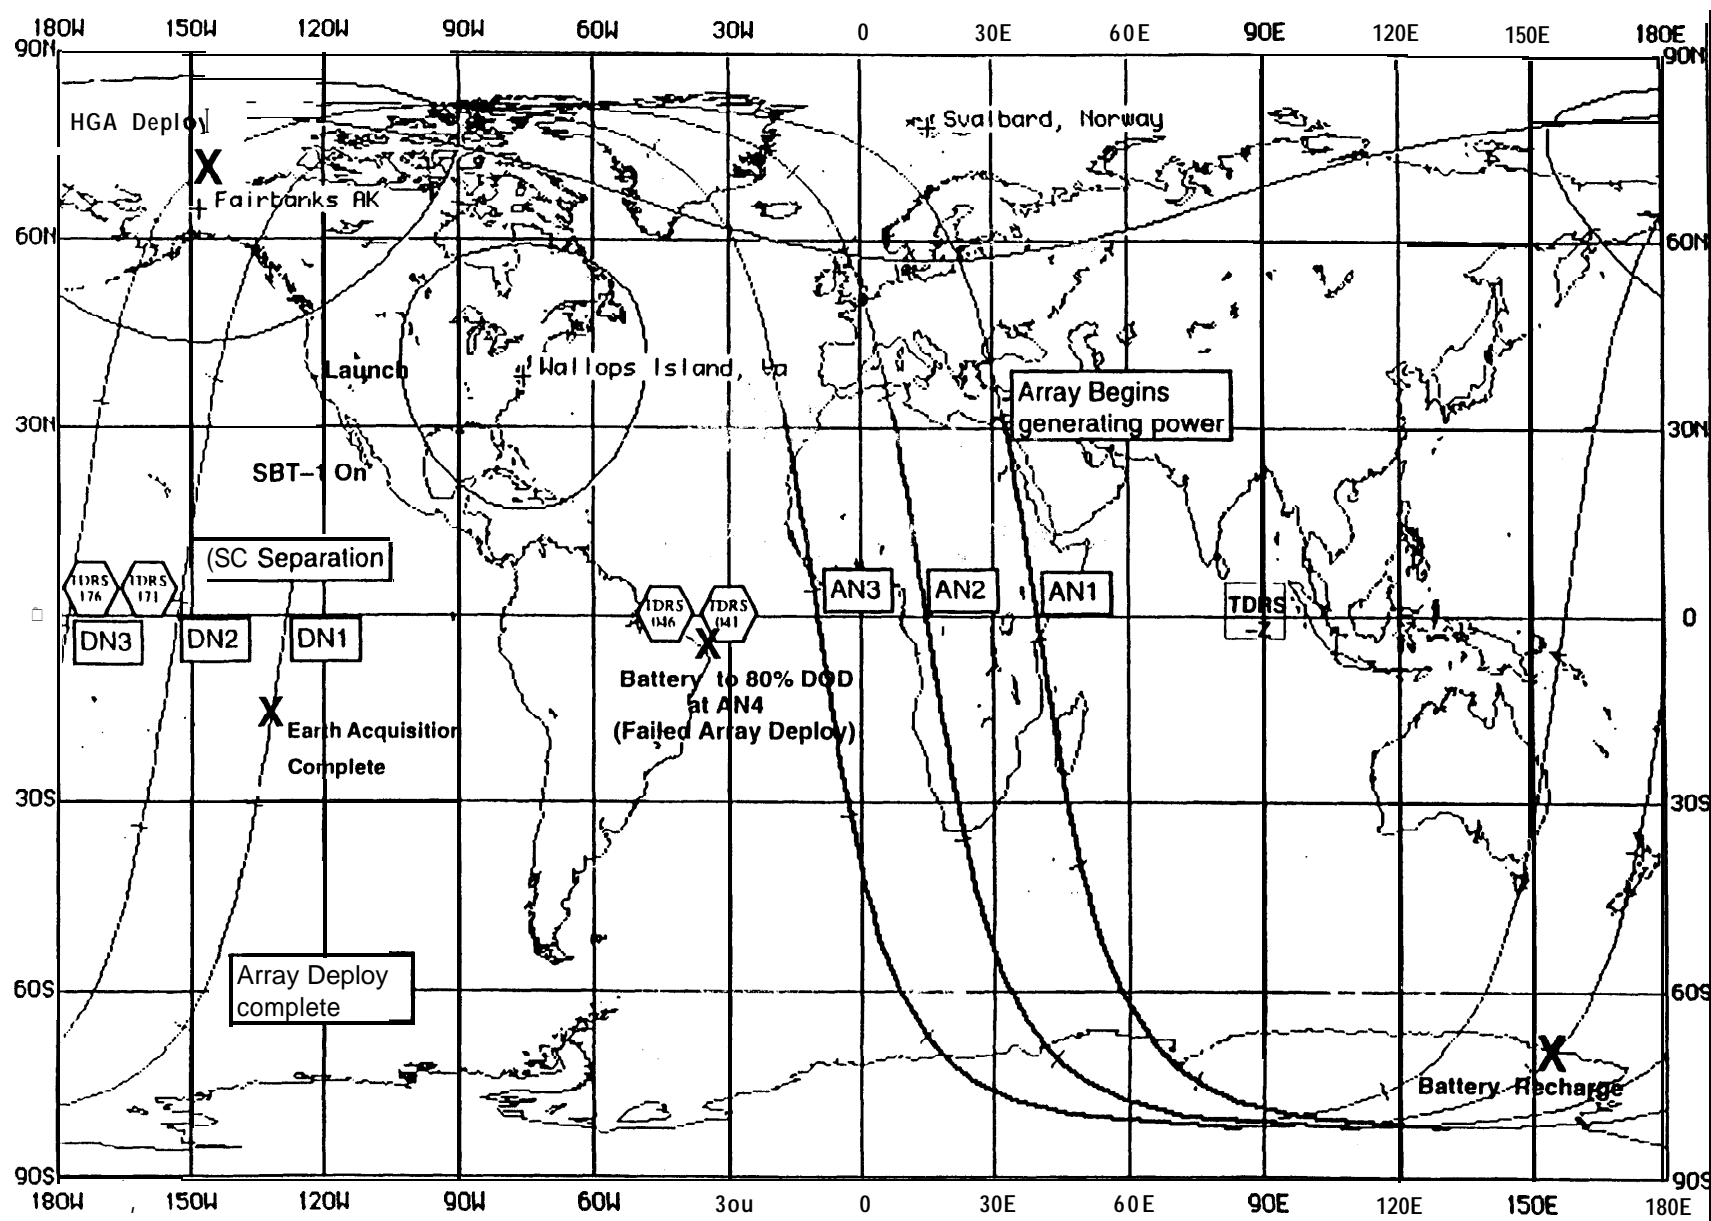 180W 150W 120W 90W 60W 30W 0 30E 60E 90E 120E 150E 180E
90N 90N
HGA Deploy
Svalbard, Norway
Fairbanks AK
60N 60N
Launch
Wallops Island,
Array Begins
generating power
30N 30N
SBT-1 On
(SC Separation
TDRS
176
TDRS
171
TDRS
046
TDRS
041
AN3
AN2
AN1
TDRS
-Z
0
DN3
DN2
DN1
Battery to 80% DOD
at AN4
(Failed Array Deploy)
Earth Acquisition
Complete
30S 30S
Array Deploy
complete
60S 60S
Battery Recharge
90S 90S
180W 150W 120W 90W 60W 3ou 0 30E 60E 90E 120E 150E 180E